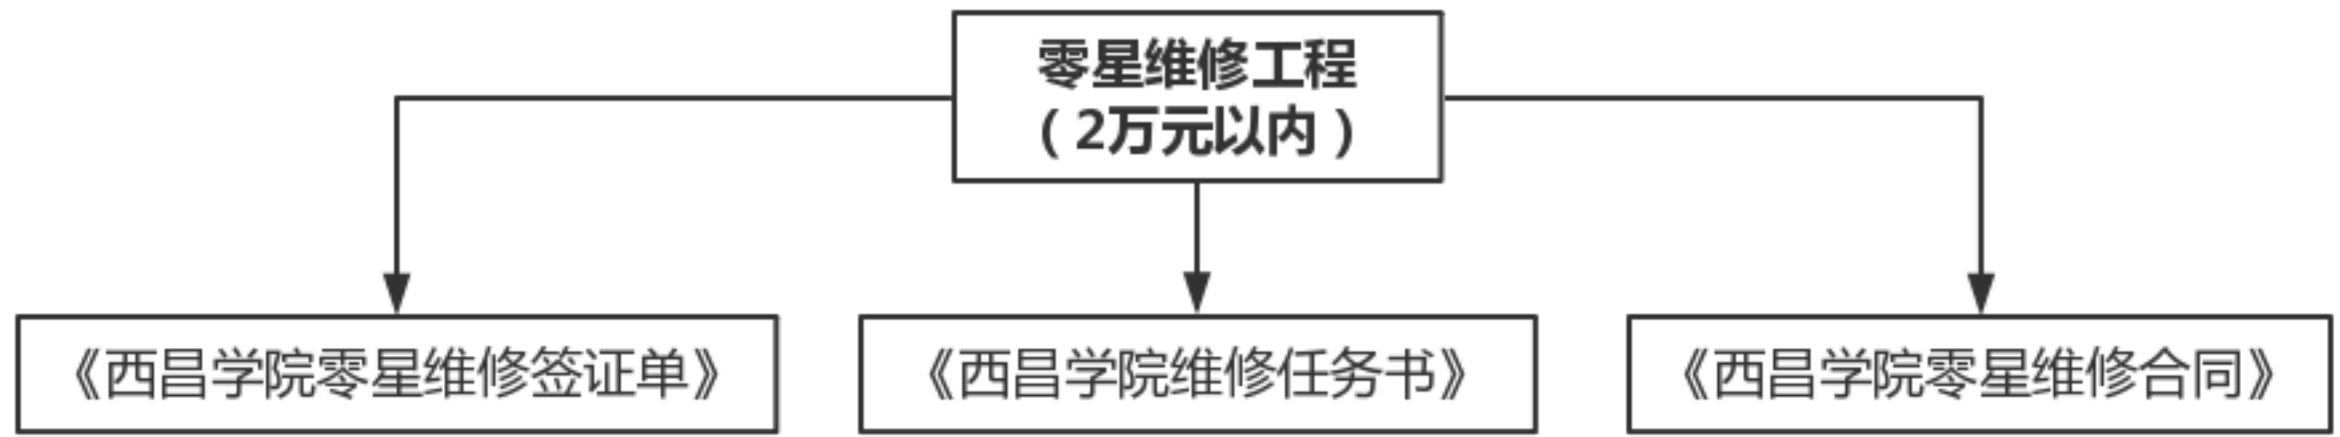 零星维修工程
（2万元以内）
《西昌学院零星维修签证单》
《西昌学院维修任务书》
《西昌学院零星维修合同》